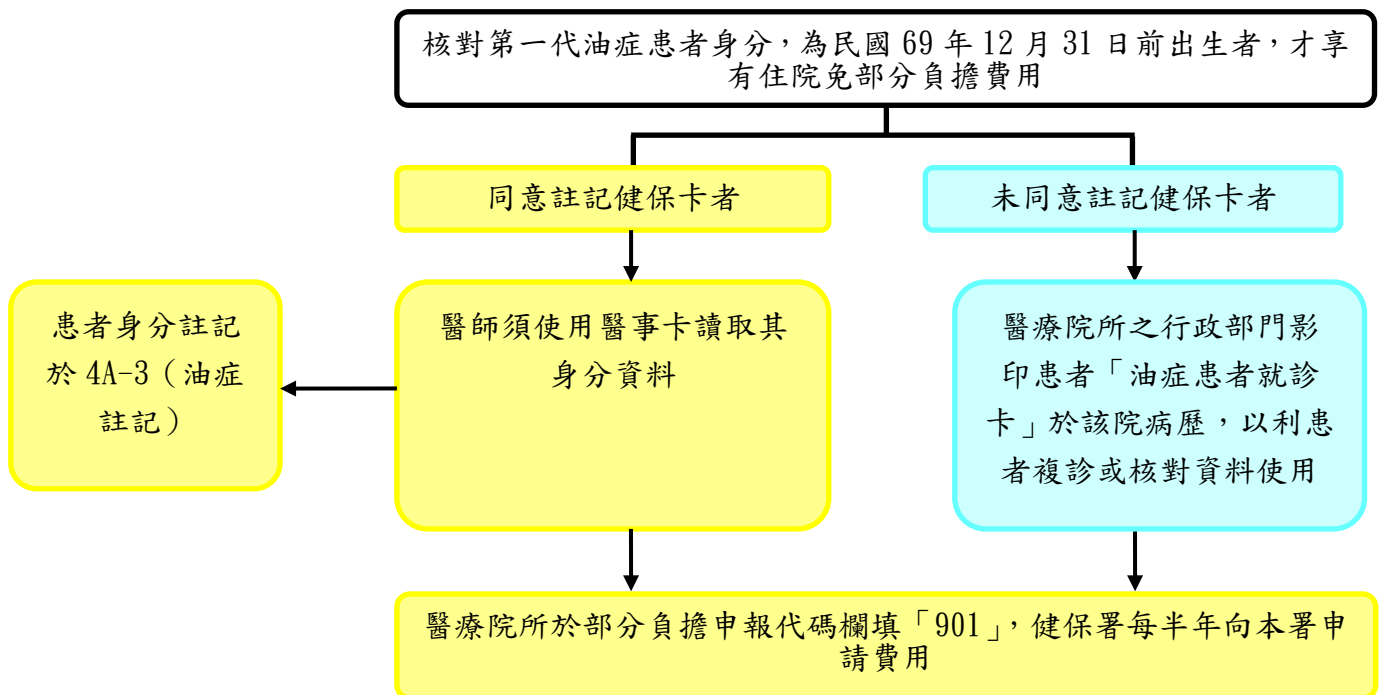 核對第一代油症患者身分，為民國 69 年 12 月 31 日前出生者，才享
有住院免部分負擔費用
同意註記健保卡者
未同意註記健保卡者
患者身分註記
於 4A-3（油症
註記）
醫師須使用醫事卡讀取其
身分資料
醫療院所之行政部門影
印患者「油症患者就診
卡」於該院病歷，以利患
者複診或核對資料使用
醫療院所於部分負擔申報代碼欄填「901」，健保署每半年向本署申
請費用